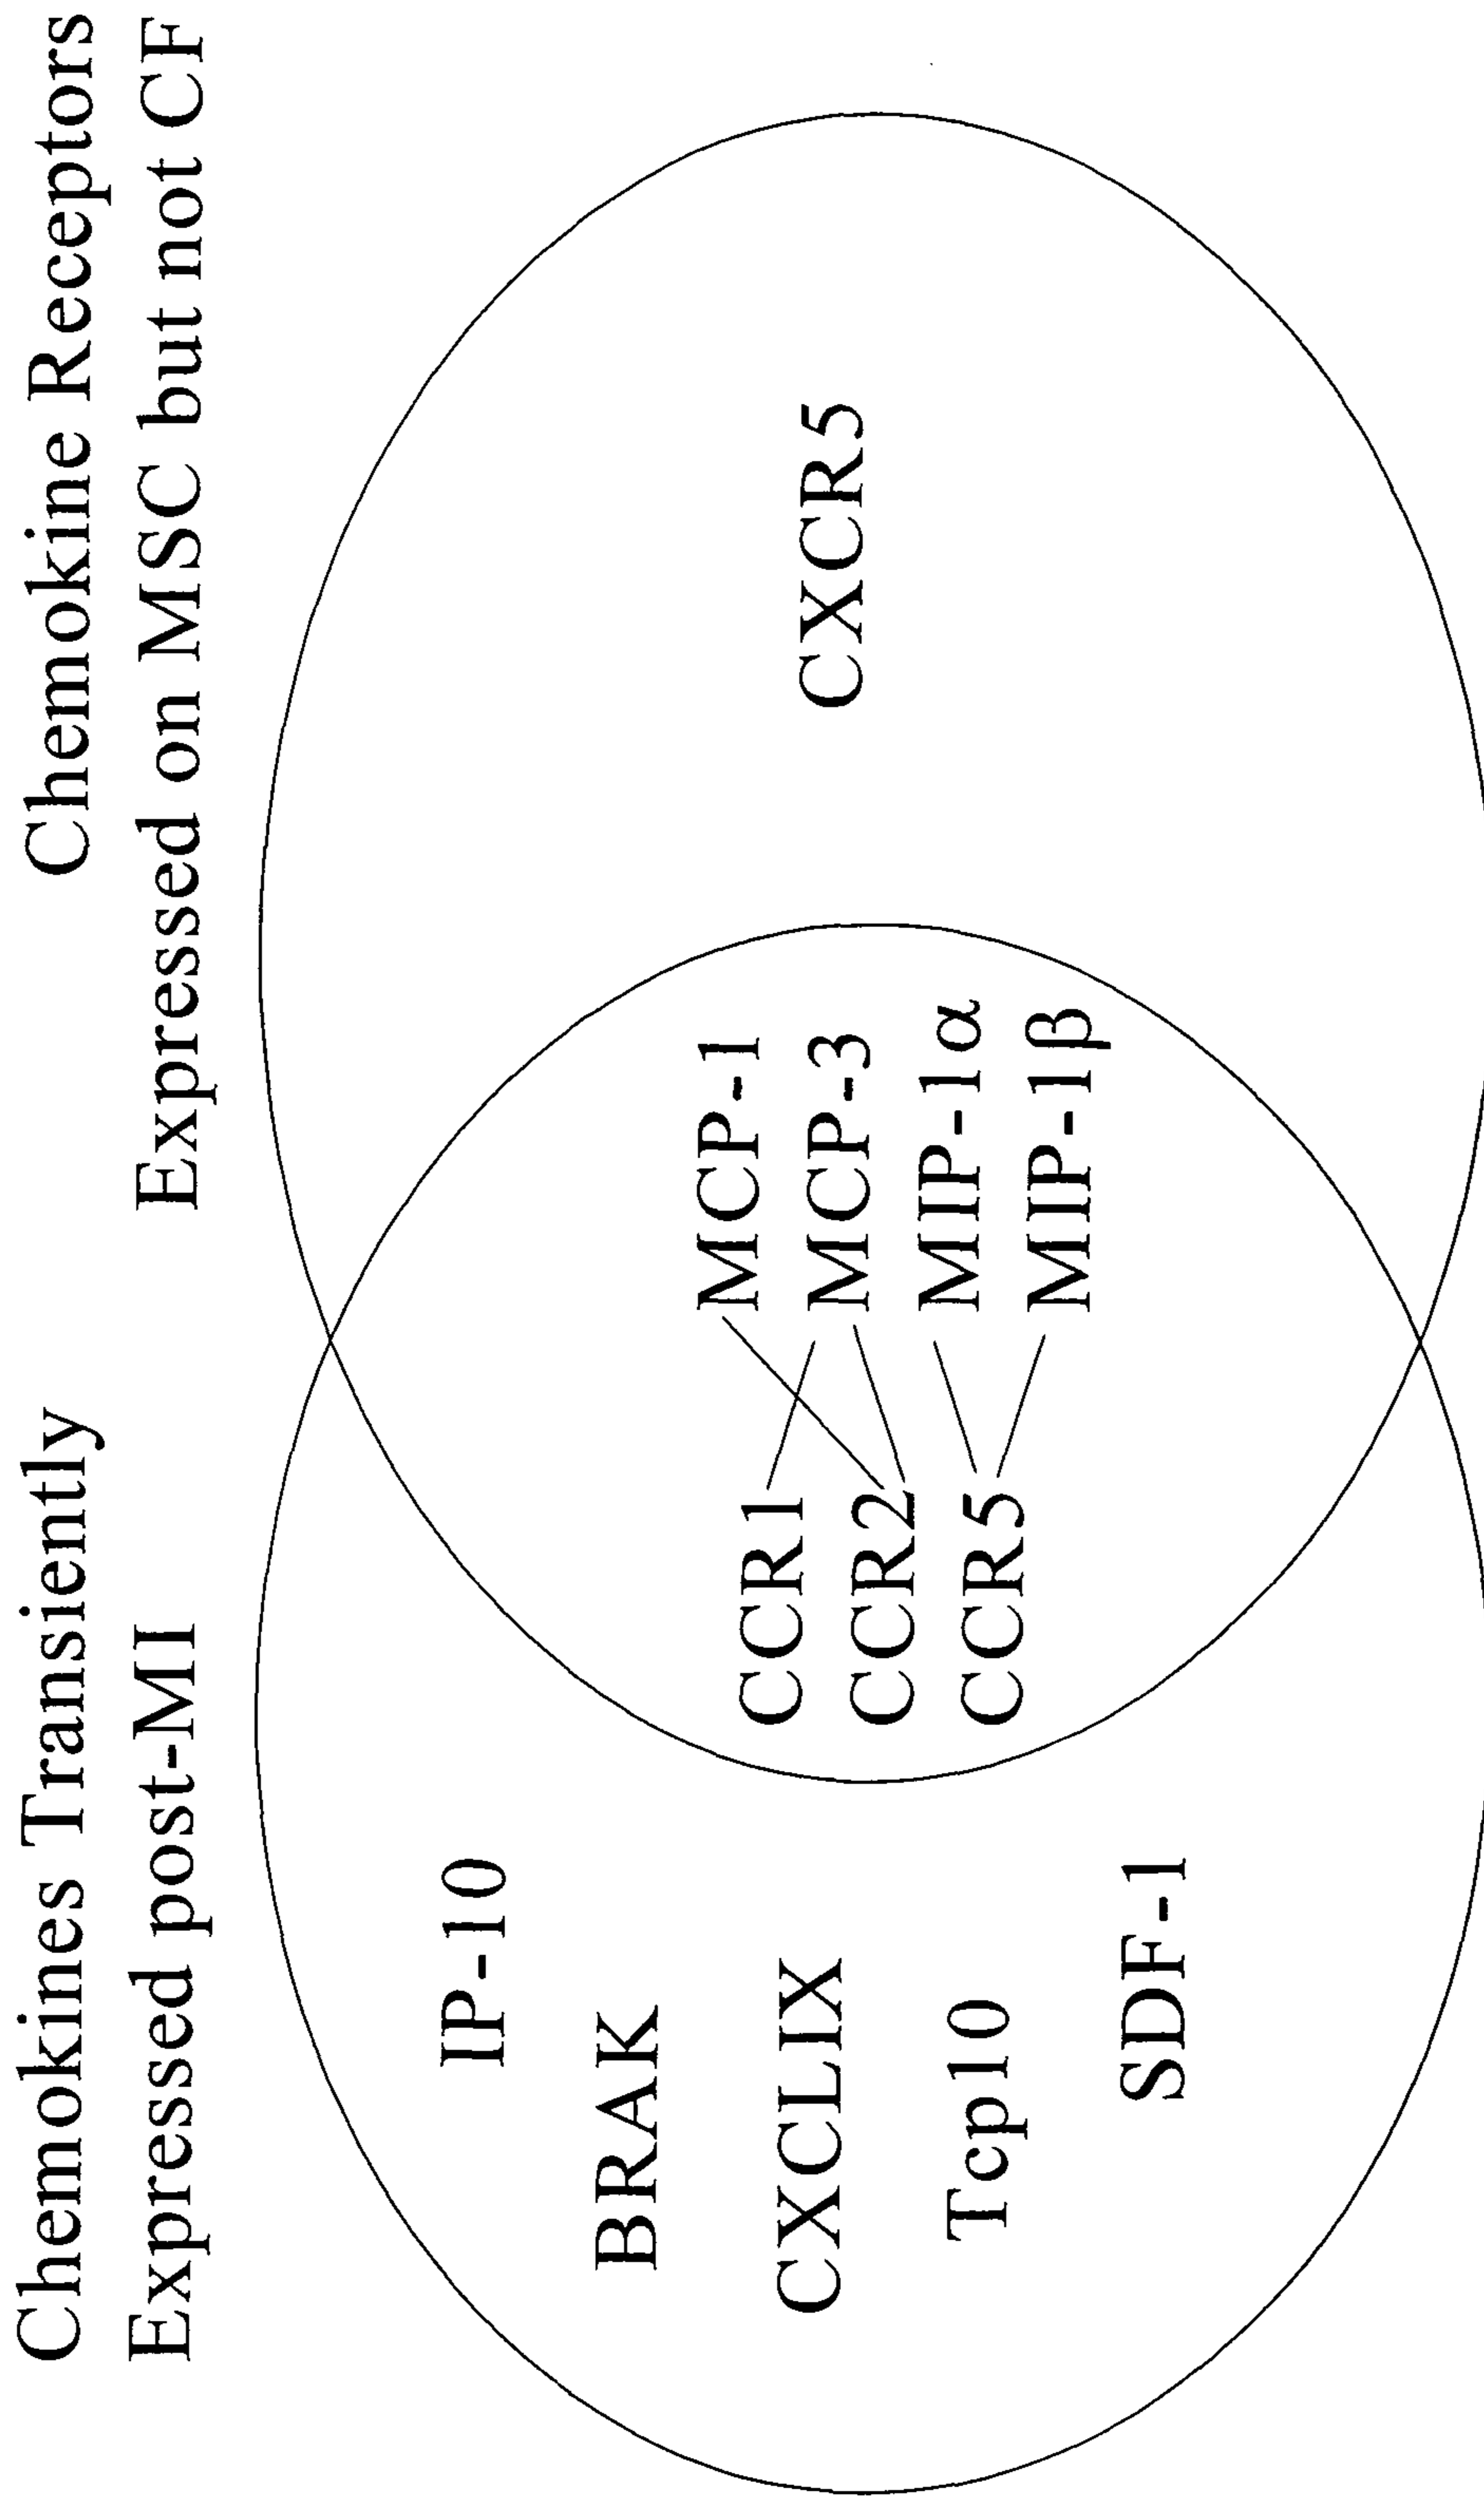 Chemokines Transiently
Expressed post-MI
Chemokine Receptors
Expressed on MSC but not CF
IP-10
BRAK
CXCLIX
Tcp10
SDF-1
CCR1
CCR2
CCR5
MCP-1
MCP-3
MIP-1α
MIP-1β
CXCR5